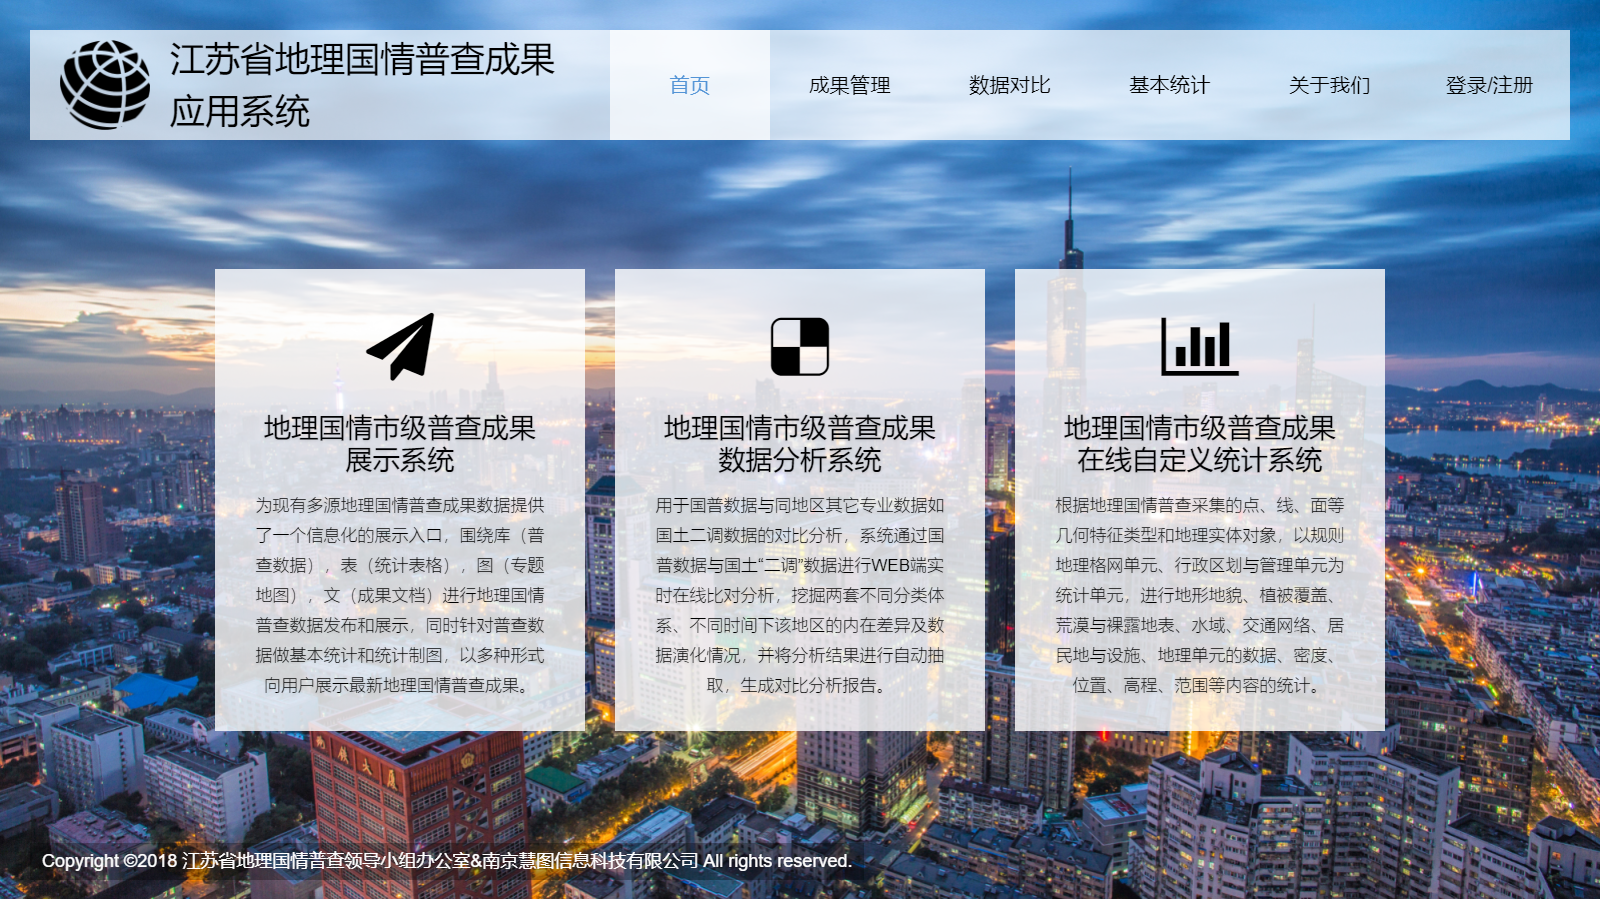 江苏省地理国情普查成果
应用系统
首页
成果管理
数据对比
基本统计
关于我们
登录/注册
地理国情市级普查成果
展示系统
为现有多源地理国情普查成果数据提供
了一个信息化的展示入口，围绕库（普
查数据），表（统计表格），图（专题
地图），文（成果文档）进行地理国情
普查数据发布和展示，同时针对普查数
据做基本统计和统计制图，以多种形式
向用户展示最新地理国情普查成果。
地理国情市级普查成果
数据分析系统
用于国普数据与同地区其它专业数据如
国土二调数据的对比分析，系统通过国
普数据与国土“二调”数据进行WEB端实
时在线比对分析，挖掘两套不同分类体
系、不同时间下该地区的内在差异及数
据演化情况，并将分析结果进行自动抽
取，生成对比分析报告。
地理国情市级普查成果
在线自定义统计系统
根据地理国情普查采集的点、线、面等
几何特征类型和地理实体对象，以规则
地理格网单元、行政区划与管理单元为
统计单元，进行地形地貌、植被覆盖、
荒漠与裸露地表、水域、交通网络、居
民地与设施、地理单元的数据、密度、
位置、高程、范围等内容的统计。
Copyright ©2018 江苏省地理国情普查领导小组办公室&南京慧图信息科技有限公司 All rights reserved.